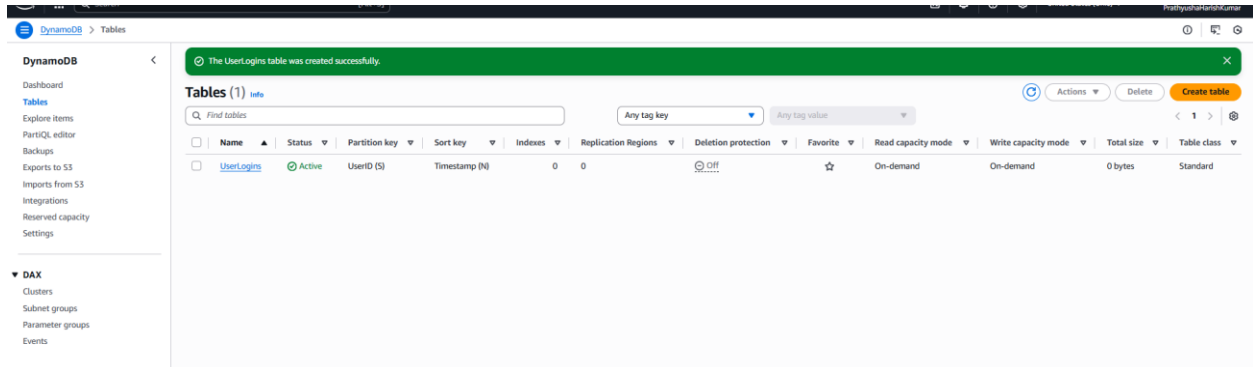 PrathyushaHarishKumar
DynamoDB > Tables
DynamoDB
Dashboard
Tables
Explore items
PartiQL editor
Backups
Exports to S3
Imports from S3
Integrations
Reserved capacity
Settings
DAX
Clusters
Subnet groups
Parameter groups
Events
The UserLogins table was created successfully.
Tables (1) Info
Actions Delete Create table
Find tables Any tag key Any tag value 1
Name Status Partition key Sort key Indexes Replication Regions Deletion protection Favorite Read capacity mode Write capacity mode Total size Table class
UserLogins Active UserID (S) Timestamp (N) 0 0 Off On-demand On-demand 0 bytes Standard